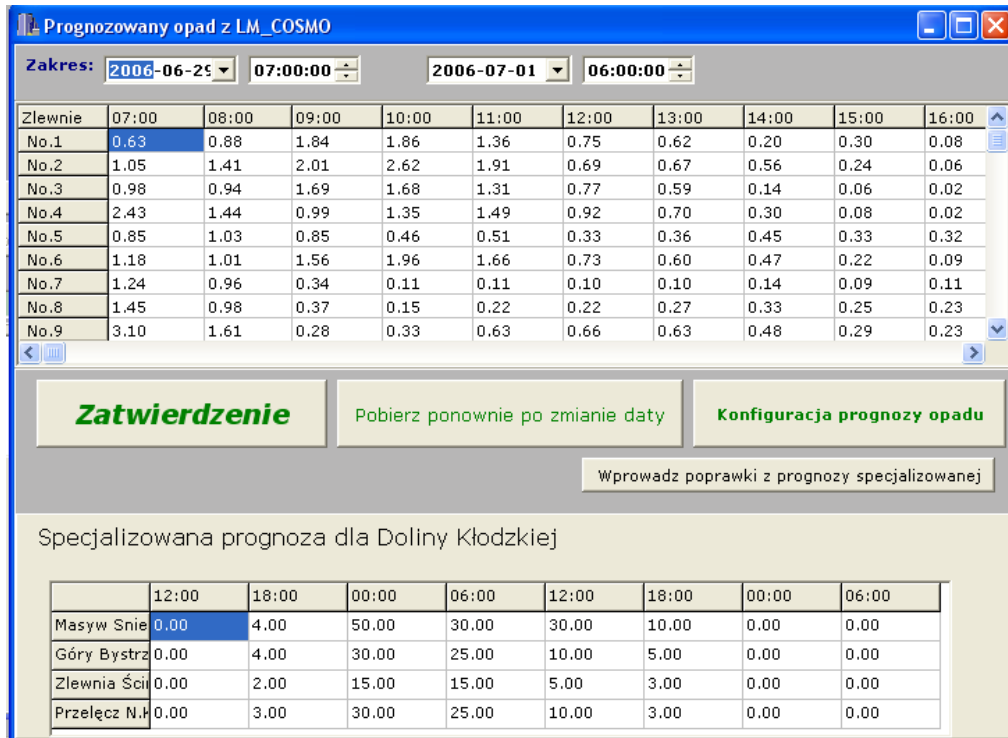 Prognozowany opad z LM_COSMO
Zakres: 2006-06-29 07:00:00 2006-07-01 06:00:00
Zlewnie 07:00 08:00 09:00 10:00 11:00 12:00 13:00 14:00 15:00 16:00
No.1 0.63 0.88 1.84 1.86 1.36 0.75 0.62 0.20 0.30 0.08
No.2 1.05 1.41 2.01 2.62 1.91 0.69 0.67 0.56 0.24 0.06
No.3 0.98 0.94 1.69 1.68 1.31 0.77 0.59 0.14 0.06 0.02
No.4 2.43 1.44 0.99 1.35 1.49 0.92 0.70 0.30 0.08 0.02
No.5 0.85 1.03 0.85 0.46 0.51 0.33 0.36 0.45 0.33 0.32
No.6 1.18 1.01 1.56 1.96 1.66 0.73 0.60 0.47 0.22 0.09
No.7 1.24 0.96 0.34 0.11 0.11 0.10 0.10 0.14 0.09 0.11
No.8 1.45 0.98 0.37 0.15 0.22 0.22 0.27 0.33 0.25 0.23
No.9 3.10 1.61 0.28 0.33 0.63 0.66 0.63 0.48 0.29 0.23
Zatwierdzenie Pobierz ponownie po zmianie daty Konfiguracja prognozy opadu
Wprowadz poprawki z prognozy specjalizowanej
Specjalizowana prognoza dla Doliny Kłodzkiej
12:00 18:00 00:00 06:00 12:00 18:00 00:00 06:00
Masyw Snie 0.00 4.00 50.00 30.00 30.00 10.00 0.00 0.00
Góry Bystrz 0.00 4.00 30.00 25.00 10.00 5.00 0.00 0.00
Zlewnia Ści 0.00 2.00 15.00 15.00 5.00 3.00 0.00 0.00
Przełęcz N. 0.00 3.00 30.00 25.00 10.00 3.00 0.00 0.00